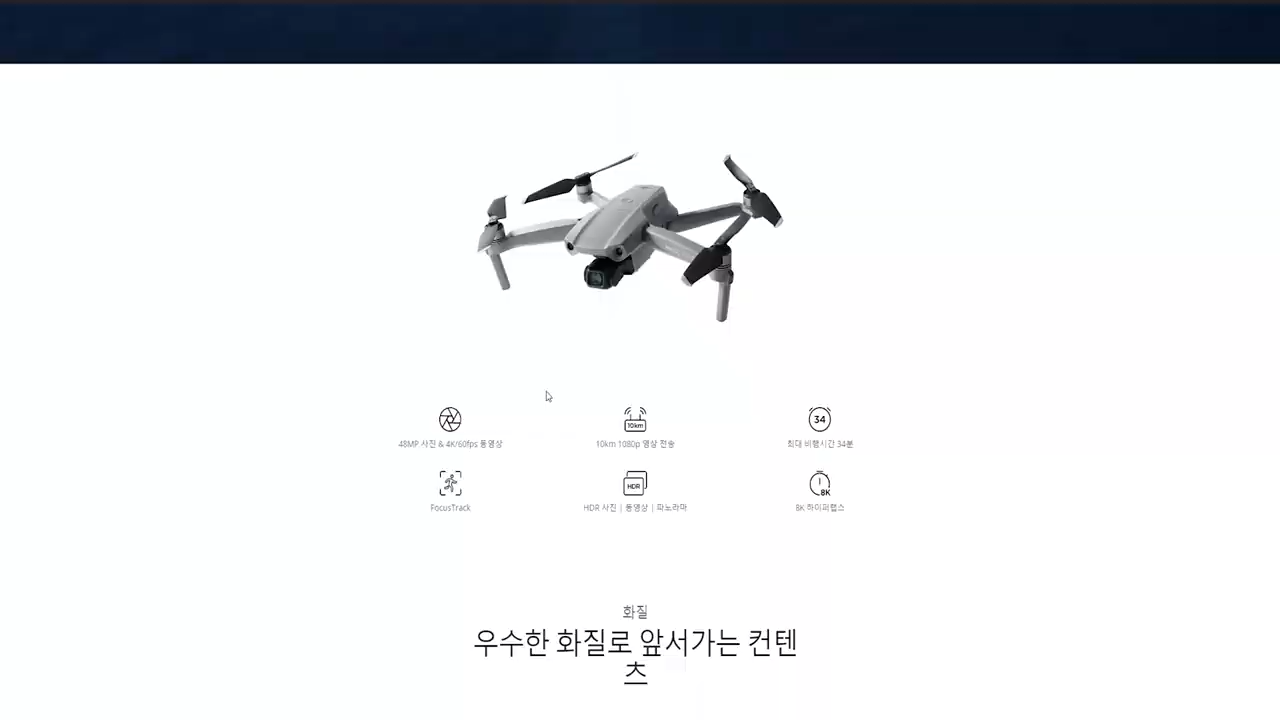 34
10km
48MP 사진 & 4K/60fps 동영상
10km 1080p 영상 전송
최대 비행시간 34분
HDR
8K
FocusTrack
HDR 사진 | 동영상 | 파노라마
8K 하이퍼랩스
화질
우수한 화질로 앞서가는 컨텐
츠